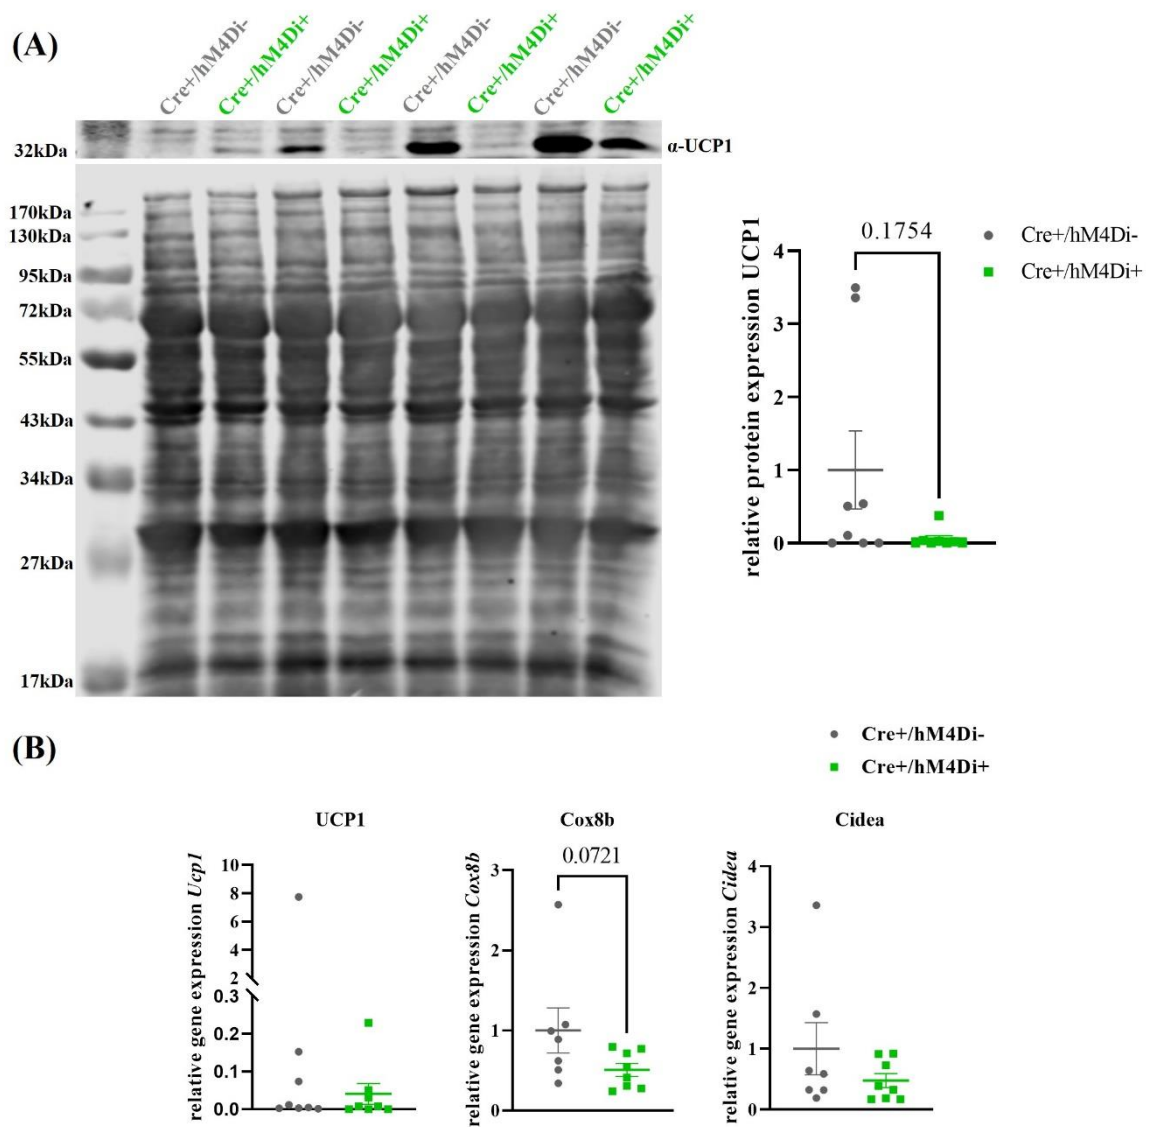 (A)
Cre+/hM4Di-
Cre+/hM4Di+
Cre+/hM4Di-
Cre+/hM4Di+
Cre+/hM4Di-
Cre+/hM4Di+
Cre+/hM4Di-
Cre+/hM4Di+
32kDa
α-UCP1
170kDa
130kDa
95kDa
72kDa
55kDa
43kDa
34kDa
27kDa
17kDa
relative protein expression UCP1
4
3
2
1
0
0.1754
Cre+/hM4Di-
Cre+/hM4Di+
(B)
Cre+/hM4Di-
Cre+/hM4Di+
UCP1
relative gene expression Ucp1
10
8
6
4
2
0.3
0.2
0.1
0.0
Cox8b
relative gene expression Cox8b
3
2
1
0
0.0721
Cidea
relative gene expression Cidea
4
3
2
1
0